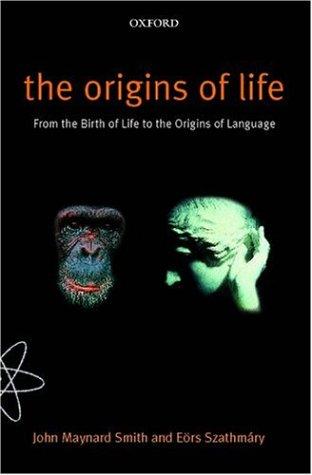 OXFORD
the origins of life
From the Birth of Life to the Origins of Language
John Maynard Smith and Eörs Szathmáry